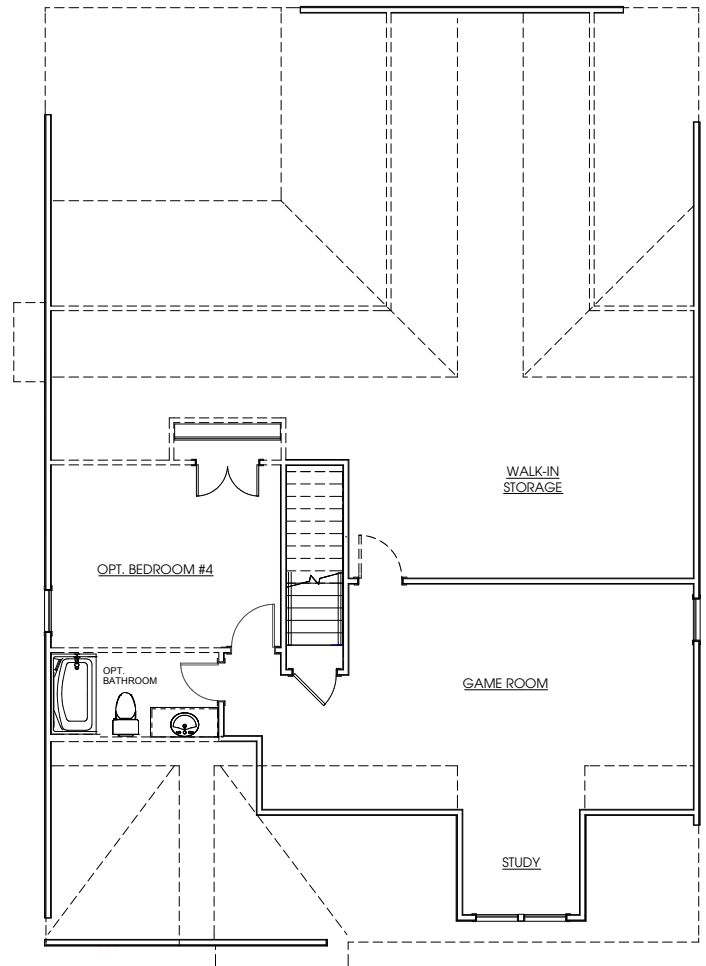 WALK-IN
STORAGE
OPT. BEDROOM #4
OPT.
BATHROOM
GAME ROOM
STUDY